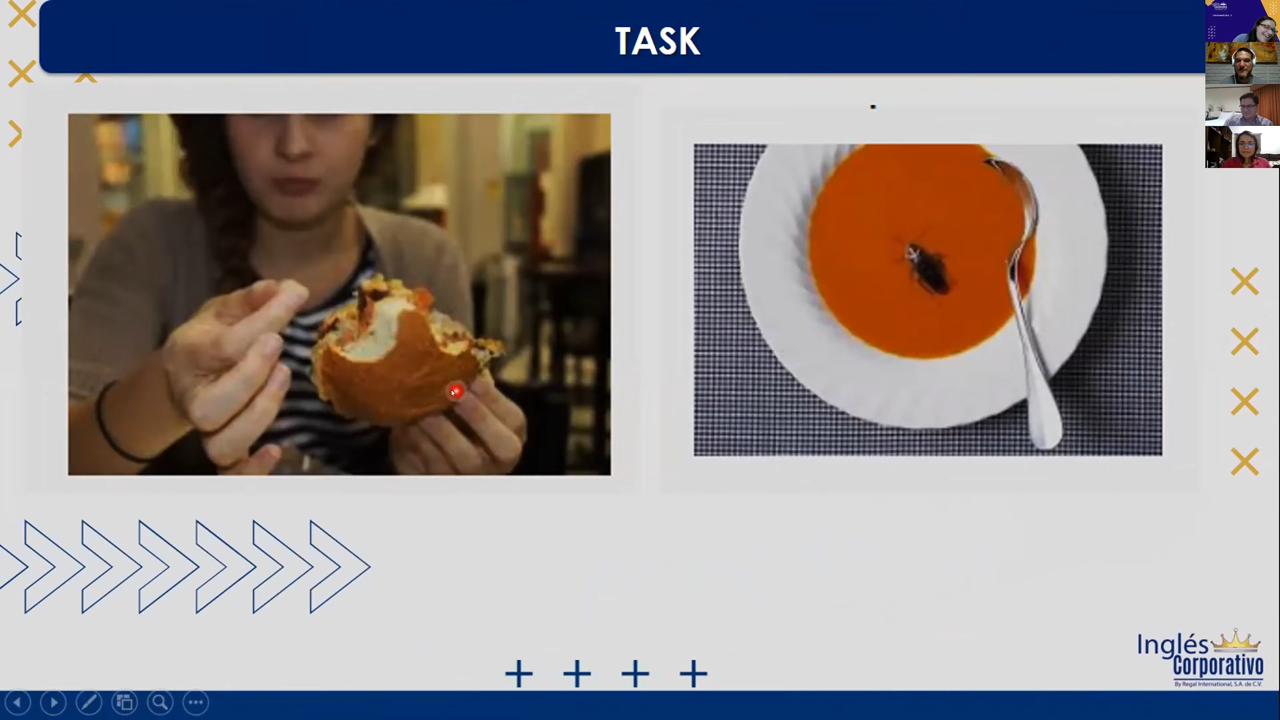 TASK
Inglés
Corporativo
By Regal International, S.A. de C.V.